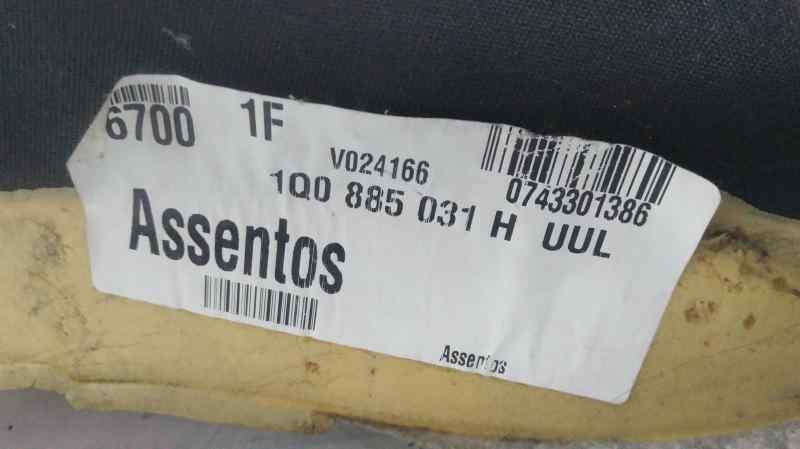 6700 1F
V024166
0743301386
1Q0 885 031 H UUL
Assentos
Assentos